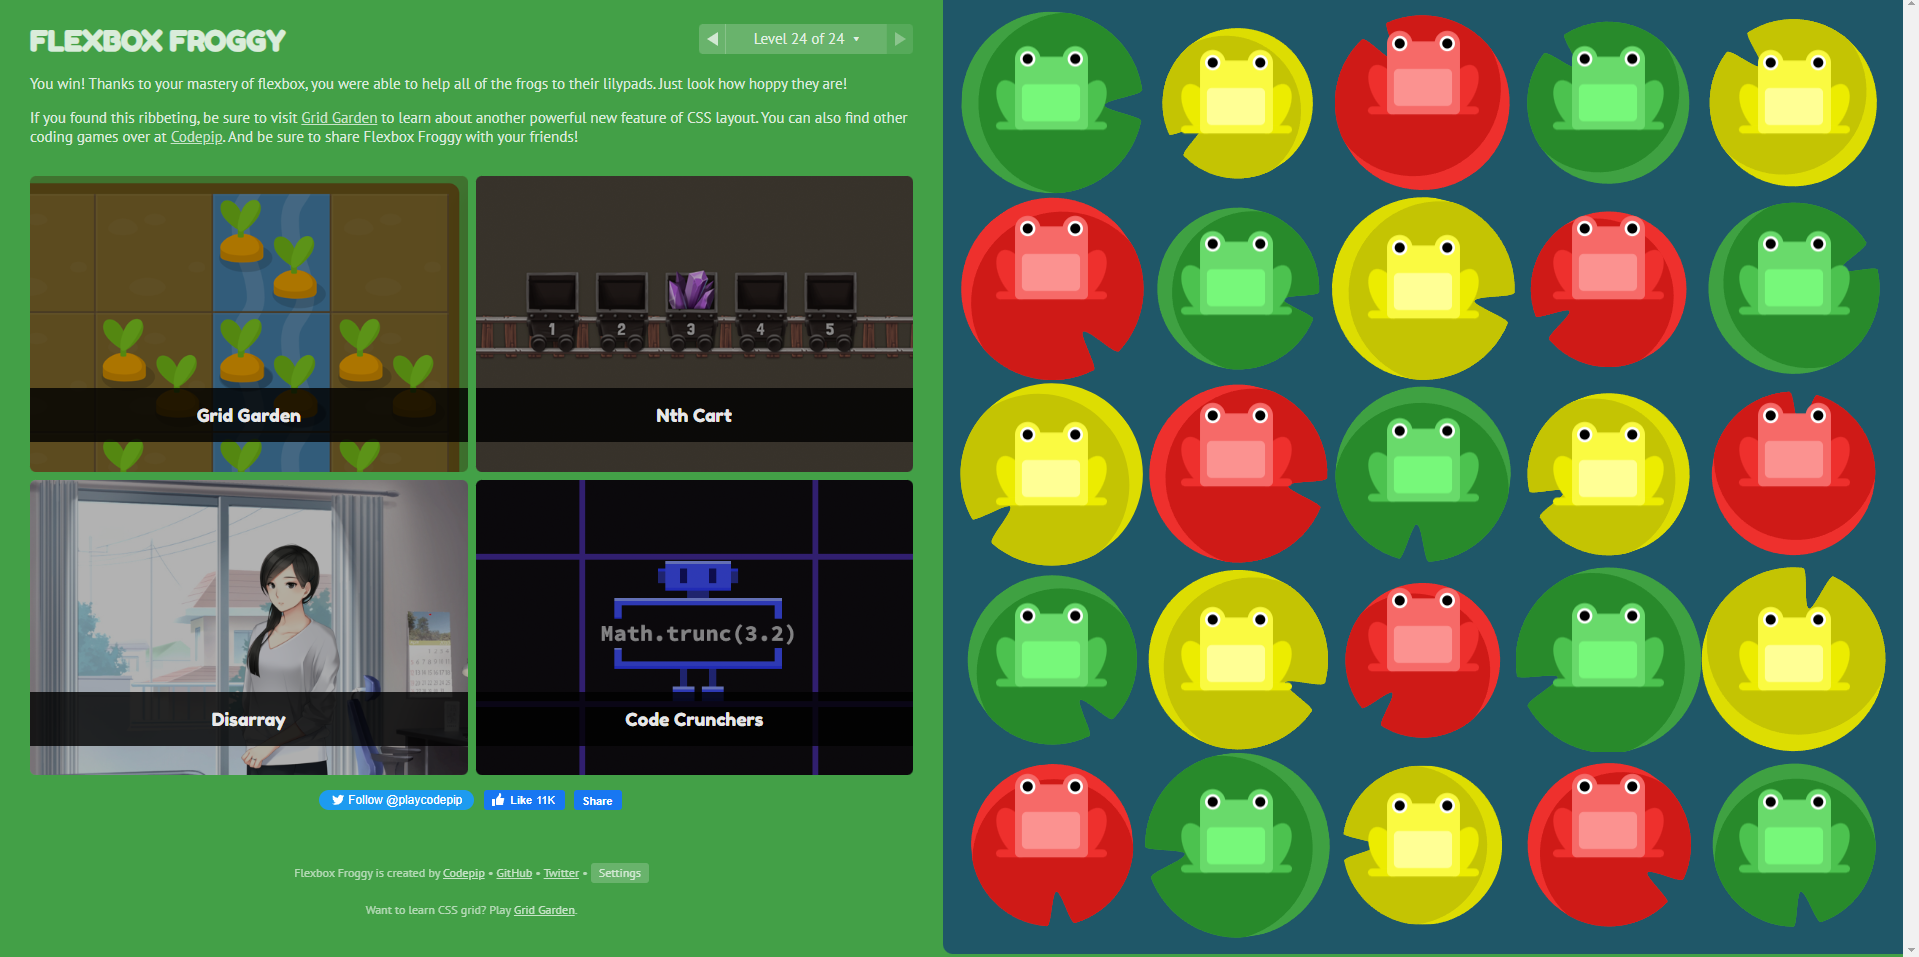 FLEXBOX FROGGY
Level 24 of 24
You win! Thanks to your mastery of flexbox, you were able to help all of the frogs to their lilypads. Just look how hoppy they are!
If you found this ribbeting, be sure to visit Grid Garden to learn about another powerful new feature of CSS layout. You can also find other
coding games over at Codepip. And be sure to share Flexbox Froggy with your friends!
1 2 3 4 5
Grid Garden
Nth Cart
Math.trunc(3.2)
Disarray
Code Crunchers
Follow @playcodepip
Like 11K
Share
Flexbox Froggy is created by Codepip • GitHub • Twitter • Settings
Want to learn CSS grid? Play Grid Garden.